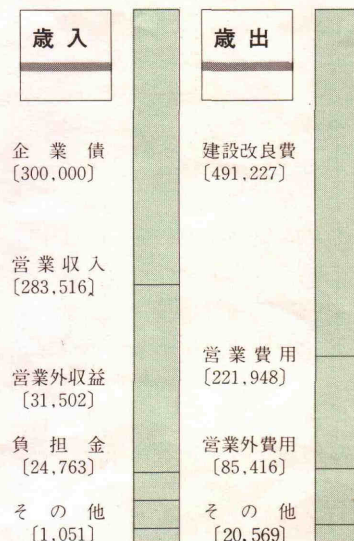 歳入
企業債
〔300,000〕
営業収入
〔283,516〕
営業外収益
〔31,502〕
負担金
〔24,763〕
その他
〔1,051〕
歳出
建設改良費
〔491,227〕
営業費用
〔221,948〕
営業外費用
〔85,416〕
その他
〔20,569〕